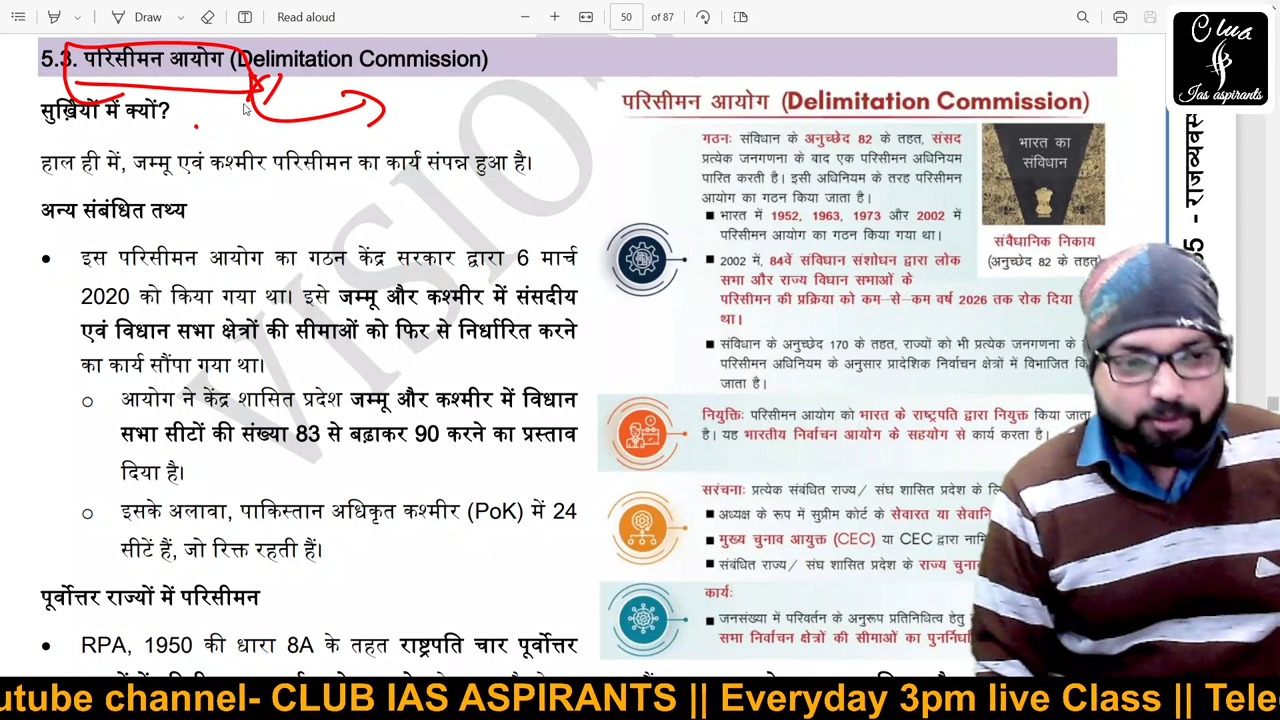 Draw
Read aloud
50 of 87
Club
Ias aspirants
5.3. परिसीमन आयोग (Delimitation Commission)
सुर्ख़ियों में क्यों?
हाल ही में, जम्मू एवं कश्मीर परिसीमन का कार्य संपन्न हुआ है।
अन्य संबंधित तथ्य
• इस परिसीमन आयोग का गठन केंद्र सरकार द्वारा 6 मार्च
2020 को किया गया था। इसे जम्मू और कश्मीर में संसदीय
एवं विधान सभा क्षेत्रों की सीमाओं को फिर से निर्धारित करने
का कार्य सौंपा गया था।
o आयोग ने केंद्र शासित प्रदेश जम्मू और कश्मीर में विधान
सभा सीटों की संख्या 83 से बढ़ाकर 90 करने का प्रस्ताव
दिया है।
o इसके अलावा, पाकिस्तान अधिकृत कश्मीर (PoK) में 24
सीटें हैं, जो रिक्त रहती हैं।
पूर्वोत्तर राज्यों में परिसीमन
• RPA, 1950 की धारा 8A के तहत राष्ट्रपति चार पूर्वोत्तर
VISION
परिसीमन आयोग (Delimitation Commission)
गठन: संविधान के अनुच्छेद 82 के तहत, संसद
प्रत्येक जनगणना के बाद एक परिसीमन अधिनियम
पारित करती है। इसी अधिनियम के तरह परिसीमन
आयोग का गठन किया जाता है।
■ भारत में 1952, 1963, 1973 और 2002 में
परिसीमन आयोग का गठन किया गया था।
■ 2002 में, 84वें संविधान संशोधन द्वारा लोक
सभा और राज्य विधान सभाओं के
परिसीमन की प्रक्रिया को कम-से-कम वर्ष 2026 तक रोक दिया
था।
■ संविधान के अनुच्छेद 170 के तहत, राज्यों को भी प्रत्येक जनगणना के
परिसीमन अधिनियम के अनुसार प्रादेशिक निर्वाचन क्षेत्रों में विभाजित
जाता है।
भारत का
संविधान
संवैधानिक निकाय
(अनुच्छेद 82 के तहत)
नियुक्ति: परिसीमन आयोग को भारत के राष्ट्रपति द्वारा नियुक्त किया जाता
है। यह भारतीय निर्वाचन आयोग के सहयोग से कार्य करता है।
सरंचना: प्रत्येक संबंधित राज्य/ संघ शासित प्रदेश के
■ अध्यक्ष के रूप में सुप्रीम कोर्ट के सेवारत या
■ मुख्य चुनाव आयुक्त (CEC) या CEC द्वारा
■ संबंधित राज्य/ संघ शासित प्रदेश के राज्य
कार्य:
■ जनसंख्या में परिवर्तन के अनुरूप प्रतिनिधित्व हेतु
सभा निर्वाचन क्षेत्रों की सीमाओं का
utube channel- CLUB IAS ASPIRANTS || Everyday 3pm live Class || Tele